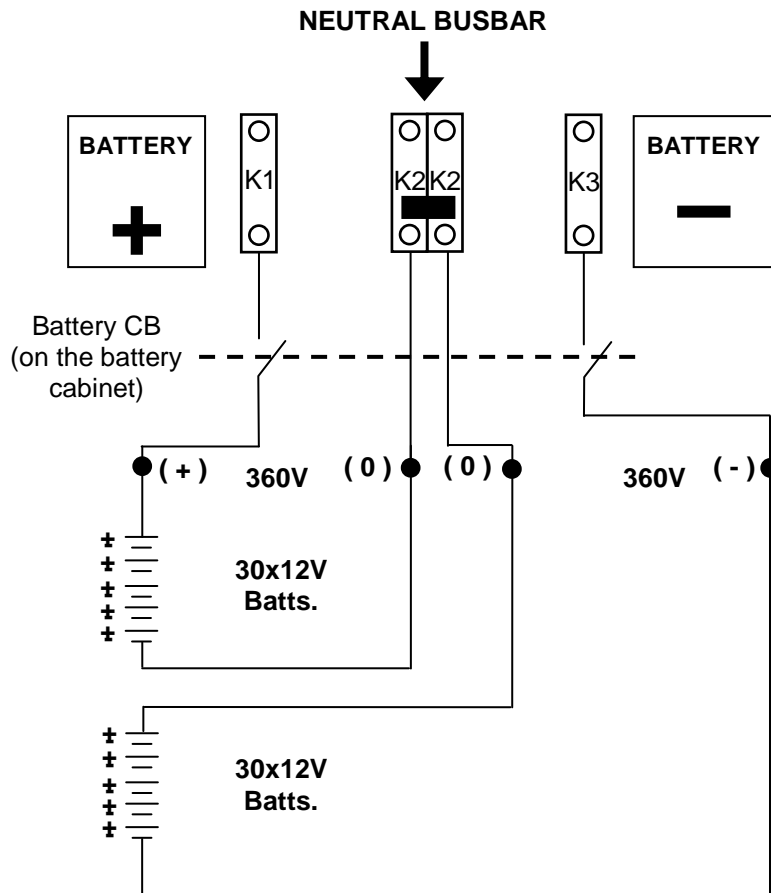 NEUTRAL BUSBAR
BATTERY
+
K1
K2 K2
K3
BATTERY
−
Battery CB
(on the battery
cabinet)
( + )
360V
( 0 )
( 0 )
360V
( - )
30x12V
Batts.
30x12V
Batts.